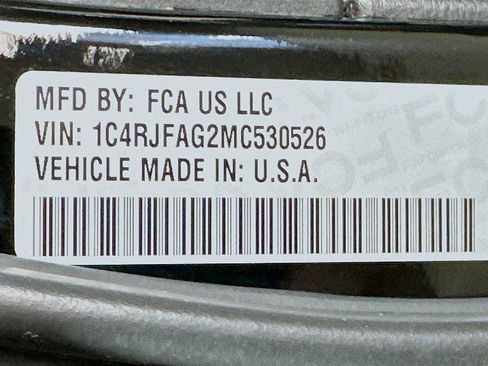 MFD BY: FCA US LLC
VIN: 1C4RJFAG2MC530526
VEHICLE MADE IN: U.S.A.